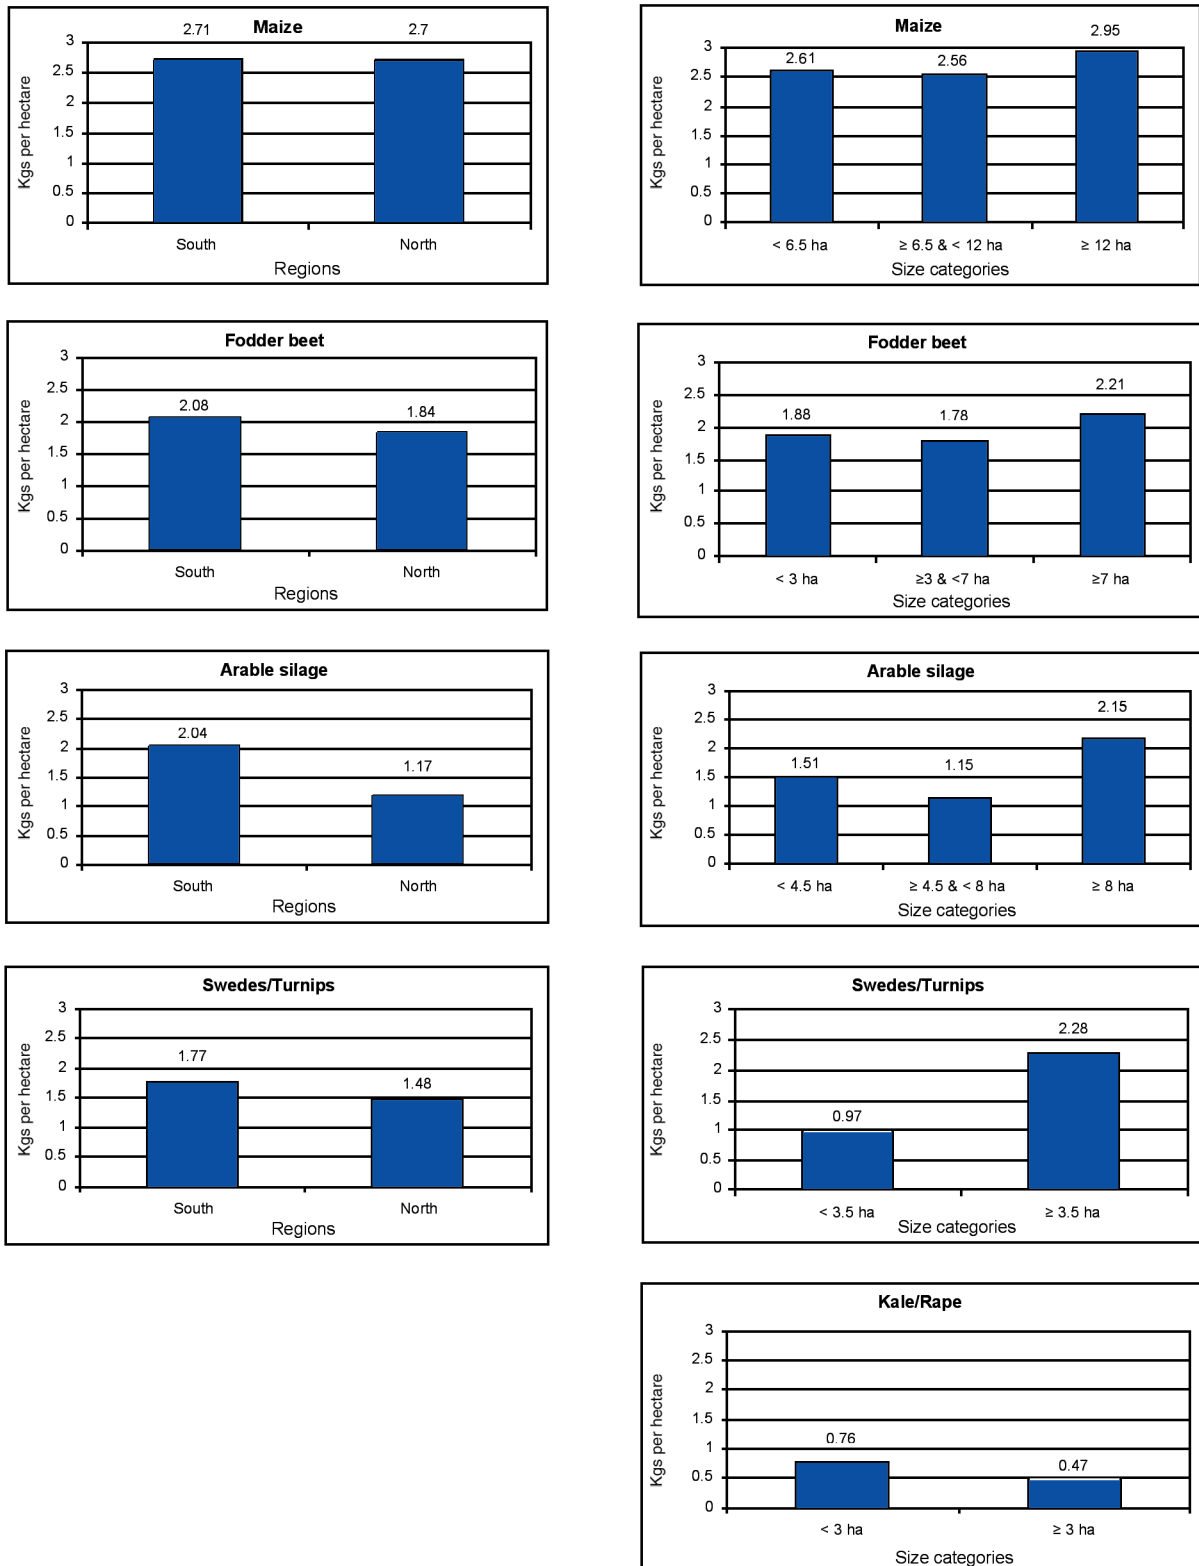 Maize
2.71
2.7
Kgs per hectare
3
2.5
2
1.5
1
0.5
0
South
North
Regions
Maize
2.61
2.56
2.95
Kgs per hectare
3
2.5
2
1.5
1
0.5
0
< 6.5 ha
≥ 6.5 & < 12 ha
≥ 12 ha
Size categories
Fodder beet
2.08
1.84
Kgs per hectare
3
2.5
2
1.5
1
0.5
0
South
North
Regions
Fodder beet
1.88
1.78
2.21
Kgs per hectare
3
2.5
2
1.5
1
0.5
0
< 3 ha
≥3 & <7 ha
≥7 ha
Size categories
Arable silage
2.04
1.17
Kgs per hectare
3
2.5
2
1.5
1
0.5
0
South
North
Regions
Arable silage
1.51
1.15
2.15
Kgs per hectare
3
2.5
2
1.5
1
0.5
0
< 4.5 ha
≥ 4.5 & < 8 ha
≥ 8 ha
Size categories
Swedes/Turnips
1.77
1.48
Kgs per hectare
3
2.5
2
1.5
1
0.5
0
South
North
Regions
Swedes/Turnips
0.97
2.28
Kgs per hectare
3
2.5
2
1.5
1
0.5
0
< 3.5 ha
≥ 3.5 ha
Size categories
Kale/Rape
0.76
0.47
Kgs per hectare
3
2.5
2
1.5
1
0.5
0
< 3 ha
≥ 3 ha
Size categories